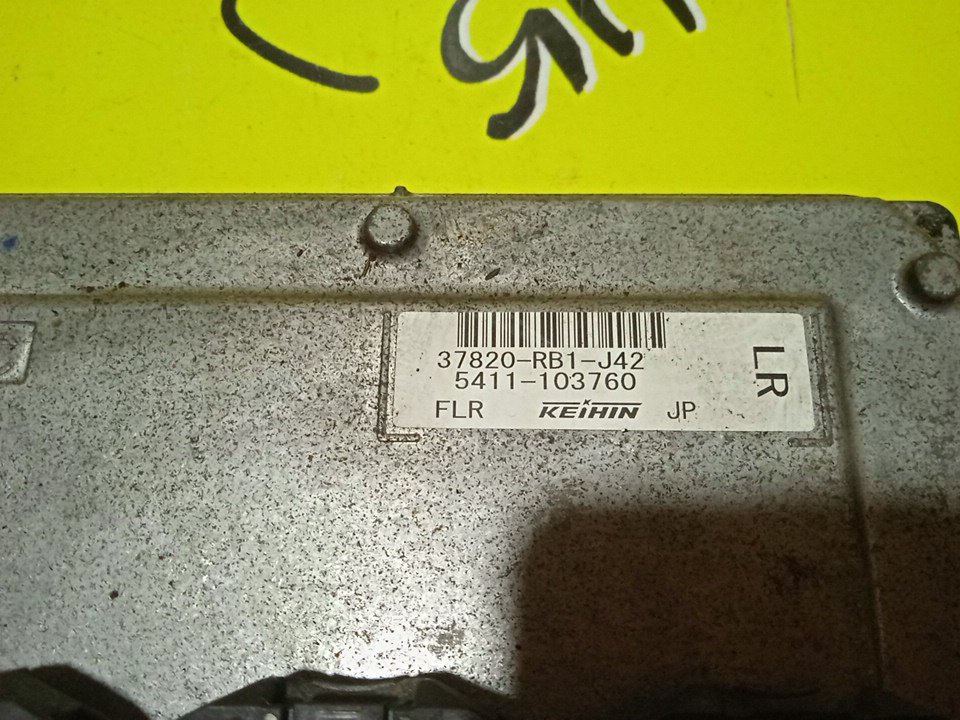 37820-RB1-J42
5411-103760
FLR KEIHIN JP
LR